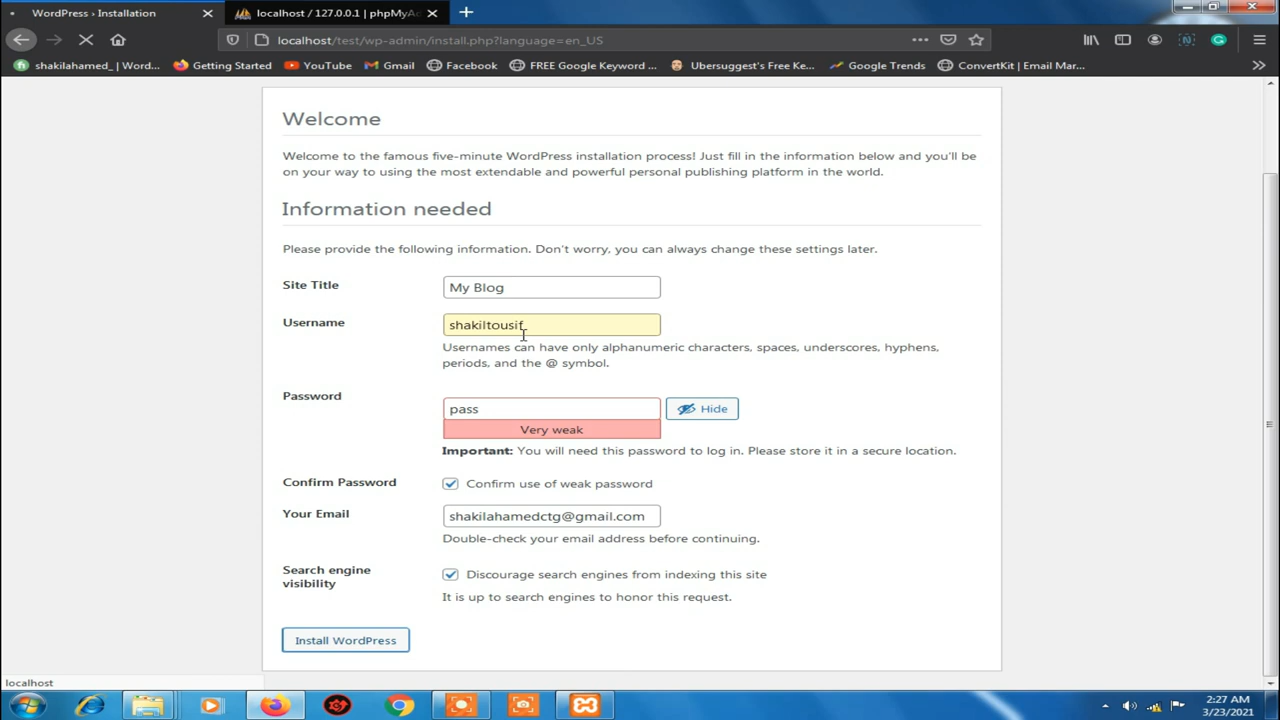 WordPress › Installation
localhost / 127.0.0.1 | phpMyAd
localhost/test/wp-admin/install.php?language=en_US
shakilahamed_ | Word...
Getting Started
YouTube
Gmail
Facebook
FREE Google Keyword ...
Ubersuggest's Free Ke...
Google Trends
ConvertKit | Email Mar...
Welcome
Welcome to the famous five-minute WordPress installation process! Just fill in the information below and you'll be
on your way to using the most extendable and powerful personal publishing platform in the world.
Information needed
Please provide the following information. Don't worry, you can always change these settings later.
Site Title
My Blog
Username
shakiltousif
Usernames can have only alphanumeric characters, spaces, underscores, hyphens,
periods, and the @ symbol.
Password
pass
Hide
Very weak
Important: You will need this password to log in. Please store it in a secure location.
Confirm Password
Confirm use of weak password
Your Email
shakilahamedctg@gmail.com
Double-check your email address before continuing.
Search engine
visibility
Discourage search engines from indexing this site
It is up to search engines to honor this request.
Install WordPress
localhost
2:27 AM
3/23/2021